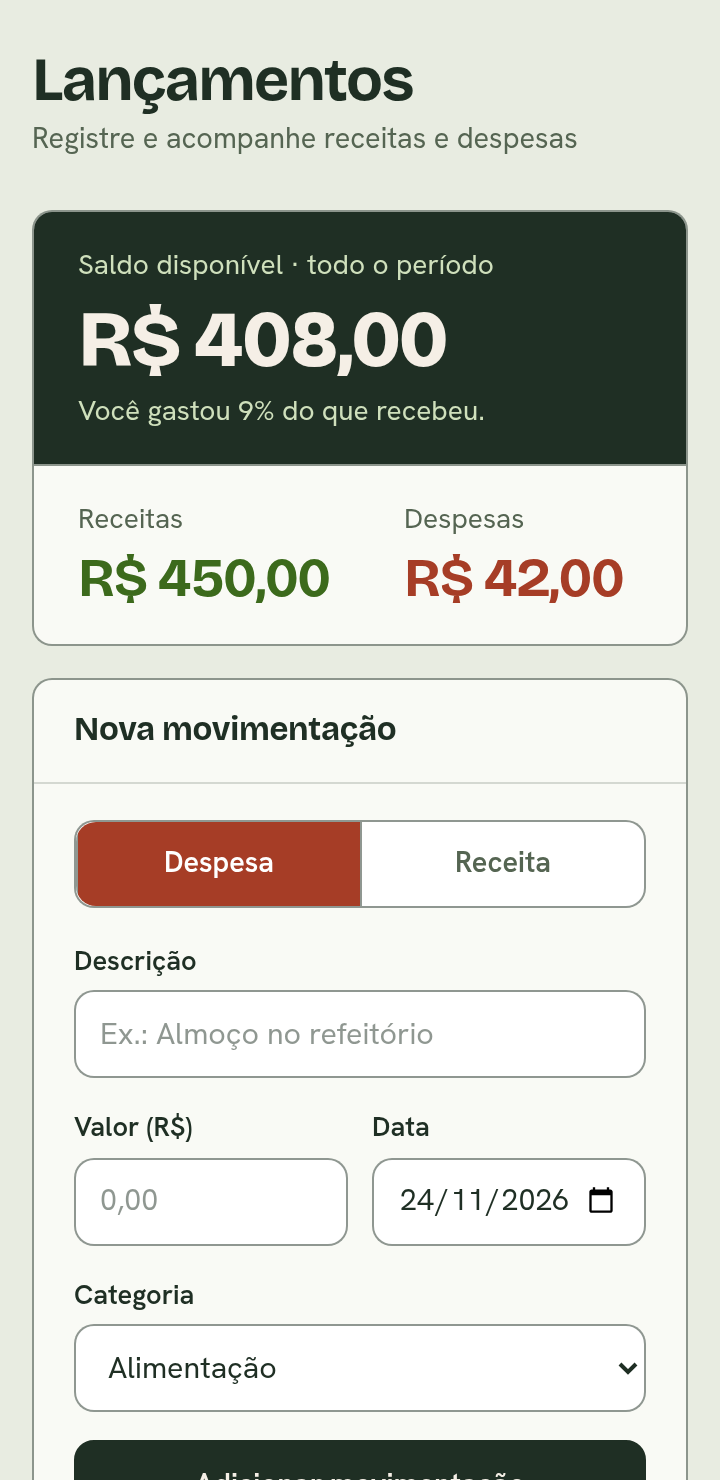 Lançamentos
Registre e acompanhe receitas e despesas
Saldo disponível · todo o período
R$ 408,00
Você gastou 9% do que recebeu.
Receitas
R$ 450,00
Despesas
R$ 42,00
Nova movimentação
Despesa
Receita
Descrição
Ex.: Almoço no refeitório
Valor (R$)
Data
0,00
24/11/2026
Categoria
Alimentação
Adicionar movimentação